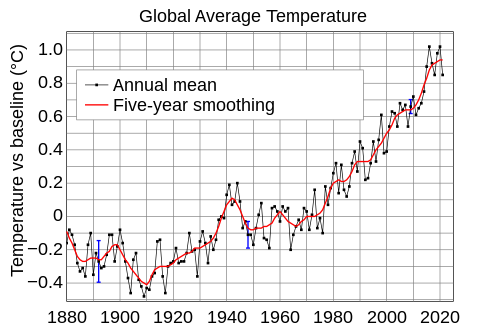 Global Average Temperature
Temperature vs baseline (°C)
1.0
0.8
0.6
0.4
0.2
0
−0.2
−0.4
Annual mean
Five-year smoothing
1880 1900 1920 1940 1960 1980 2000 2020